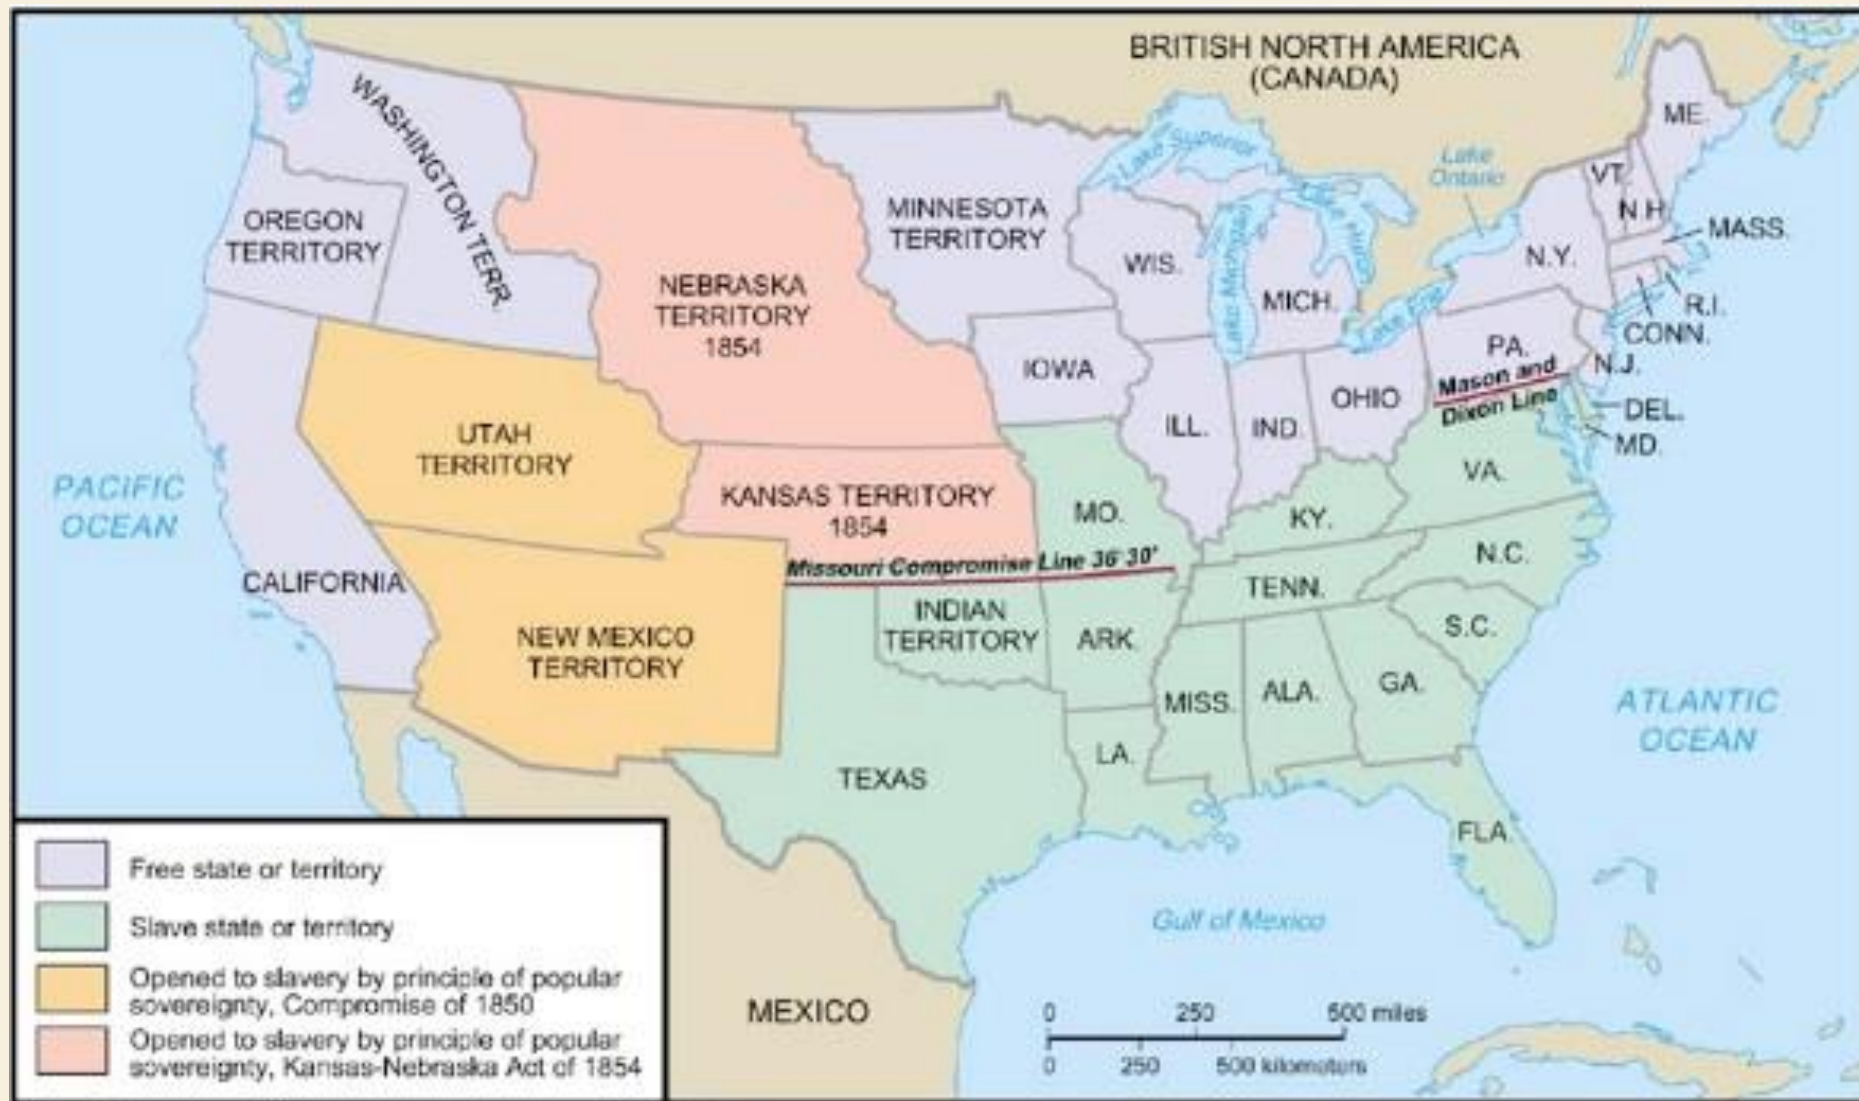 BRITISH NORTH AMERICA
(CANADA)
WASHINGTON TERR.
OREGON
TERRITORY
NEBRASKA
TERRITORY
1854
MINNESOTA
TERRITORY
Lake Superior
Lake Michigan
Lake Huron
Lake
Ontario
Lake Erie
ME.
VT.
N.H
MASS.
N.Y.
R.I.
CONN.
WIS.
MICH.
IOWA
PA.
N.J.
Mason and
Dixon Line
DEL.
MD.
ILL.
IND.
OHIO
UTAH
TERRITORY
KANSAS TERRITORY
1854
MO.
KY.
VA.
PACIFIC
OCEAN
CALIFORNIA
Missouri Compromise Line 36°30'
N.C.
TENN.
INDIAN
TERRITORY
ARK.
S.C.
NEW MEXICO
TERRITORY
MISS.
ALA.
GA.
ATLANTIC
OCEAN
LA.
TEXAS
FLA.
Gulf of Mexico
MEXICO
Free state or territory
Slave state or territory
Opened to slavery by principle of popular
sovereignty, Compromise of 1850
Opened to slavery by principle of popular
sovereignty, Kansas-Nebraska Act of 1854
0 250 500 miles
0 250 500 kilometers